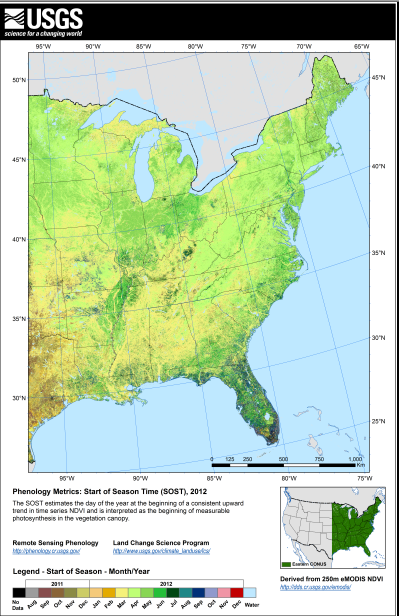 USGS
science for a changing world
95°W 90°W 85°W 80°W 75°W 70°W 65°W
50°N
45°N
45°N
40°N
40°N
35°N
35°N
30°N
30°N
25°N
0 125 250 500 750 1,000
Km
95°W 90°W 85°W 80°W 75°W
Phenology Metrics: Start of Season Time (SOST), 2012
The SOST estimates the day of the year at the beginning of a consistent upward
trend in time series NDVI and is interpreted as the beginning of measurable
photosynthesis in the vegetation canopy.
Eastern CONUS
Remote Sensing Phenology
http://phenology.cr.usgs.gov/
Land Change Science Program
http://www.usgs.gov/climate_landuse/lcs/
Derived from 250m eMODIS NDVI
http://dds.cr.usgs.gov/emodis/
Legend - Start of Season - Month/Year
2011 2012
No Data Aug Sep Oct Nov Dec Jan Feb Mar Apr May Jun Jul Aug Sep Oct Nov Dec Water